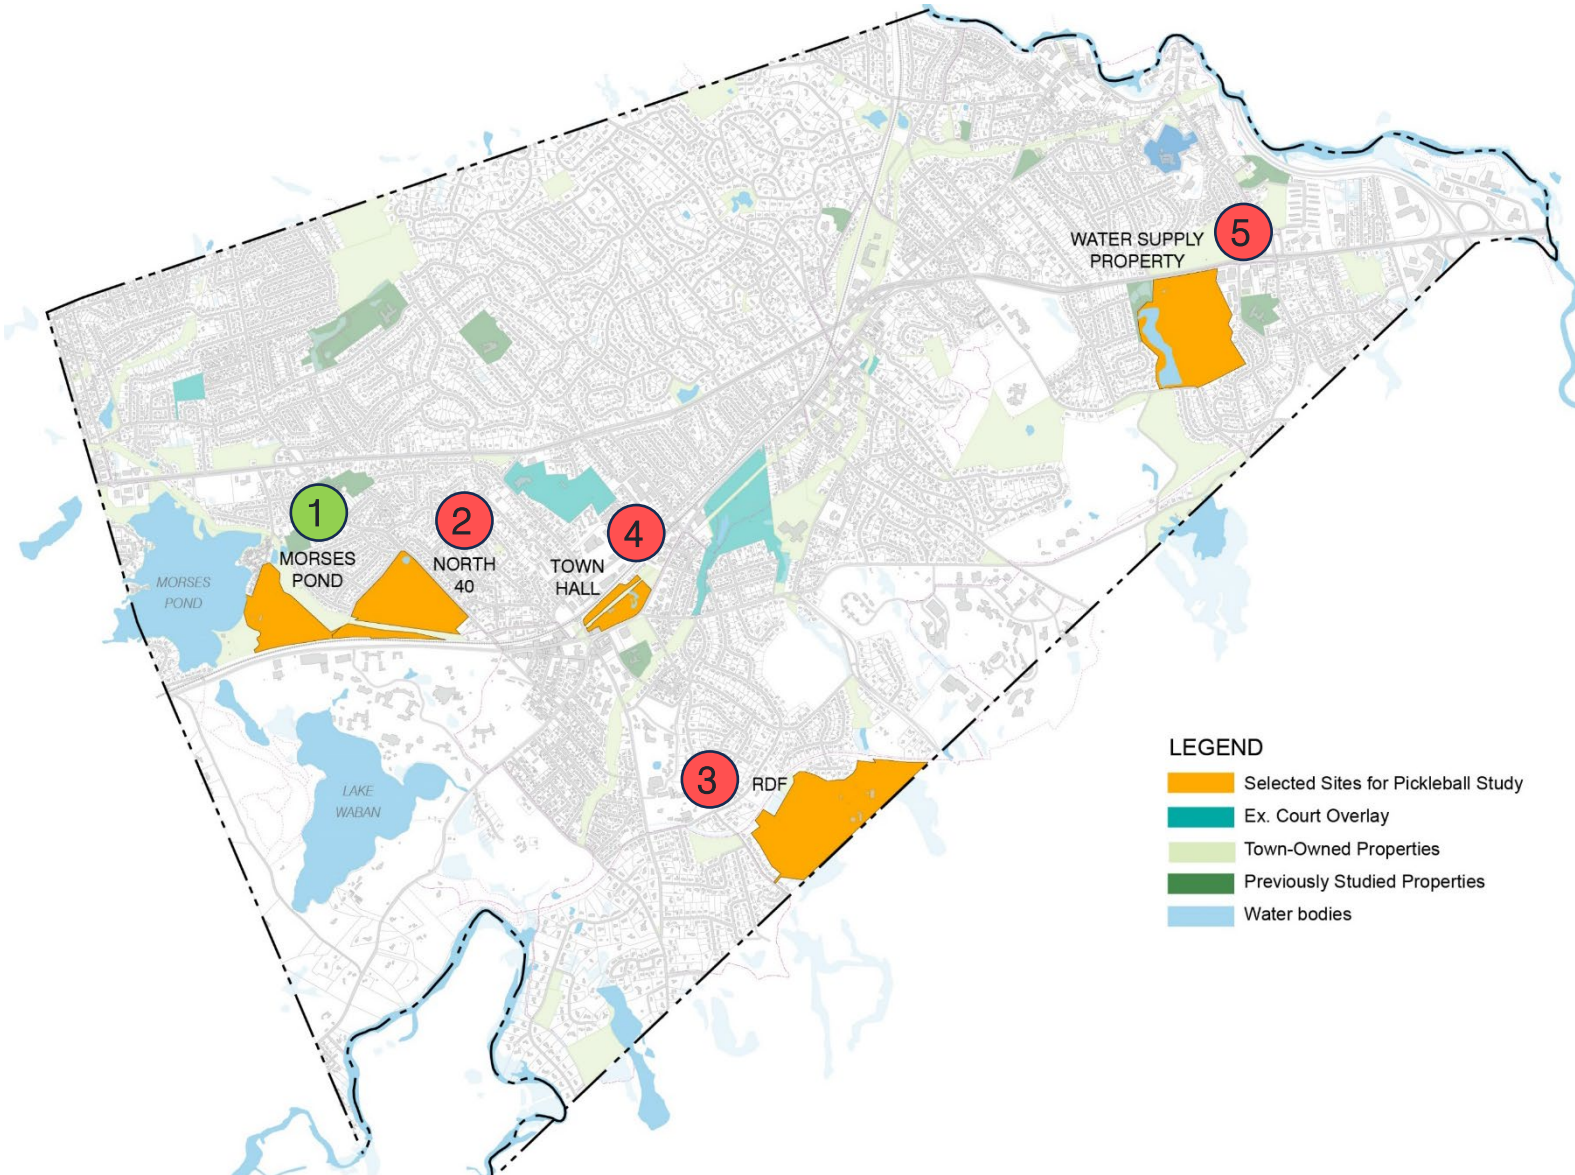 5
WATER SUPPLY
PROPERTY
1
MORSES
POND
2
NORTH
40
4
TOWN
HALL
MORSES
POND
3
RDF
LAKE
WABAN
LEGEND
Selected Sites for Pickleball Study
Ex. Court Overlay
Town-Owned Properties
Previously Studied Properties
Water bodies